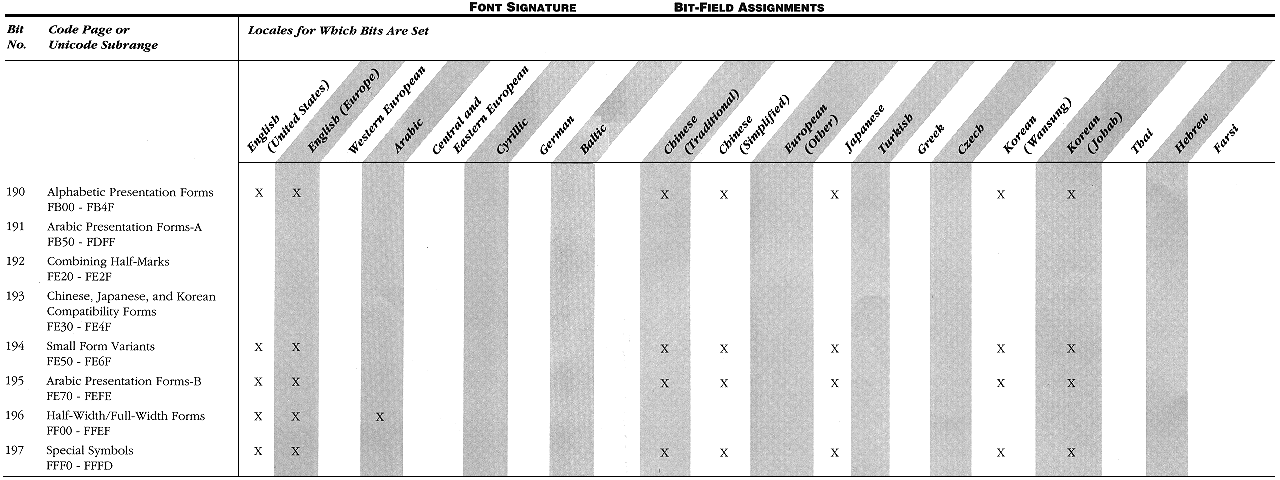 FONT SIGNATURE BIT-FIELD ASSIGNMENTS
Bit No. Code Page or Unicode Subrange Locales for Which Bits Are Set
English (United States)
English (Europe)
Western European
Arabic
Central and Eastern European
Cyrillic
German
Baltic
Chinese (Traditional)
Chinese (Simplified)
European (Other)
Japanese
Turkish
Greek
Czech
Korean (Wansung)
Korean (Johab)
Thai
Hebrew
Farsi
190 Alphabetic Presentation Forms X X X X X X X
FB00 - FB4F
191 Arabic Presentation Forms-A
FB50 - FDFF
192 Combining Half-Marks
FE20 - FE2F
193 Chinese, Japanese, and Korean
Compatibility Forms
FE30 - FE4F
194 Small Form Variants X X X X X X X
FE50 - FE6F
195 Arabic Presentation Forms-B X X X X X X X
FE70 - FEFE
196 Half-Width/Full-Width Forms X X X
FF00 - FFEF
197 Special Symbols X X X X X X X
FFF0 - FFFD